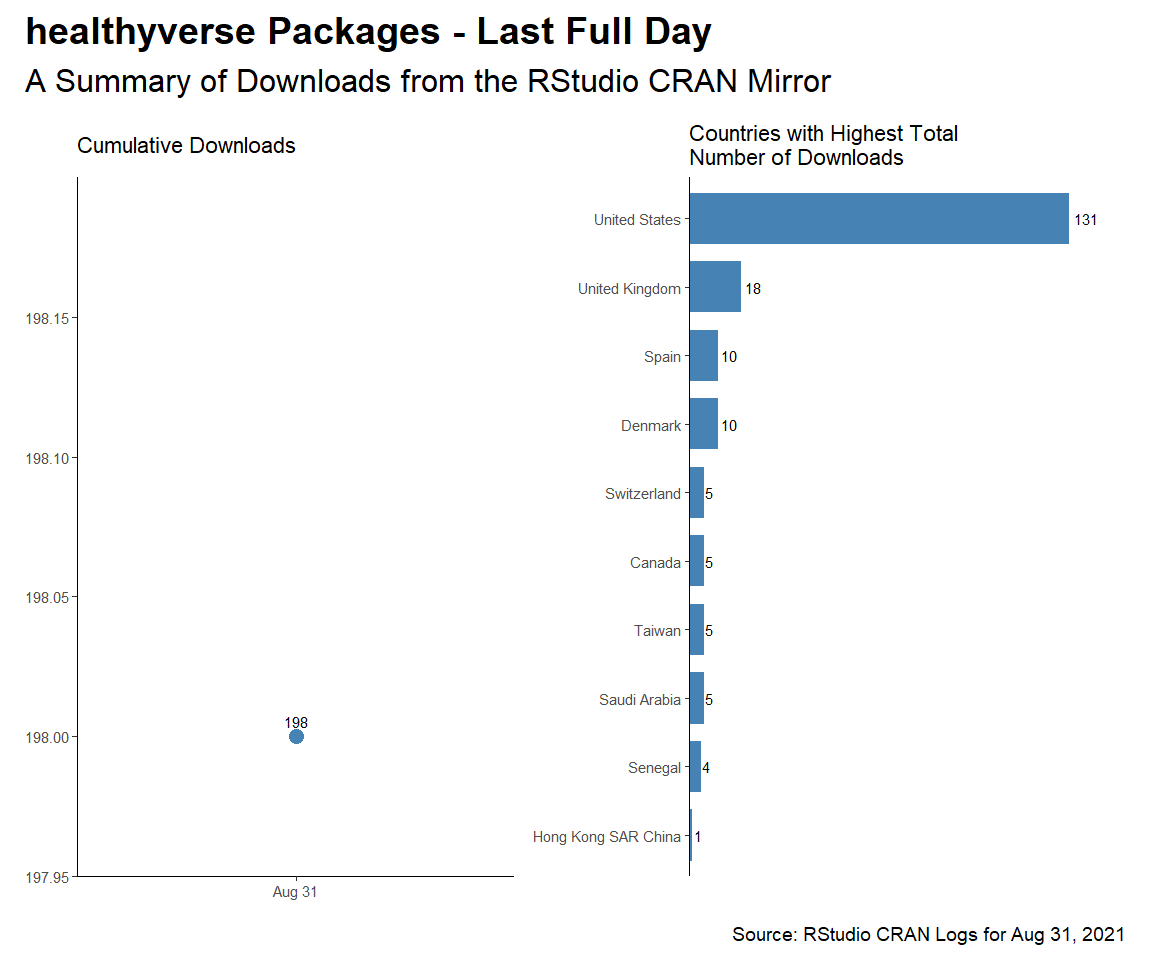 healthyverse Packages - Last Full Day
A Summary of Downloads from the RStudio CRAN Mirror
Cumulative Downloads
198.15
198.10
198.05
198.00
197.95
198
Aug 31
Countries with Highest Total
Number of Downloads
United States 131
United Kingdom 18
Spain 10
Denmark 10
Switzerland 5
Canada 5
Taiwan 5
Saudi Arabia 5
Senegal 4
Hong Kong SAR China 1
Source: RStudio CRAN Logs for Aug 31, 2021